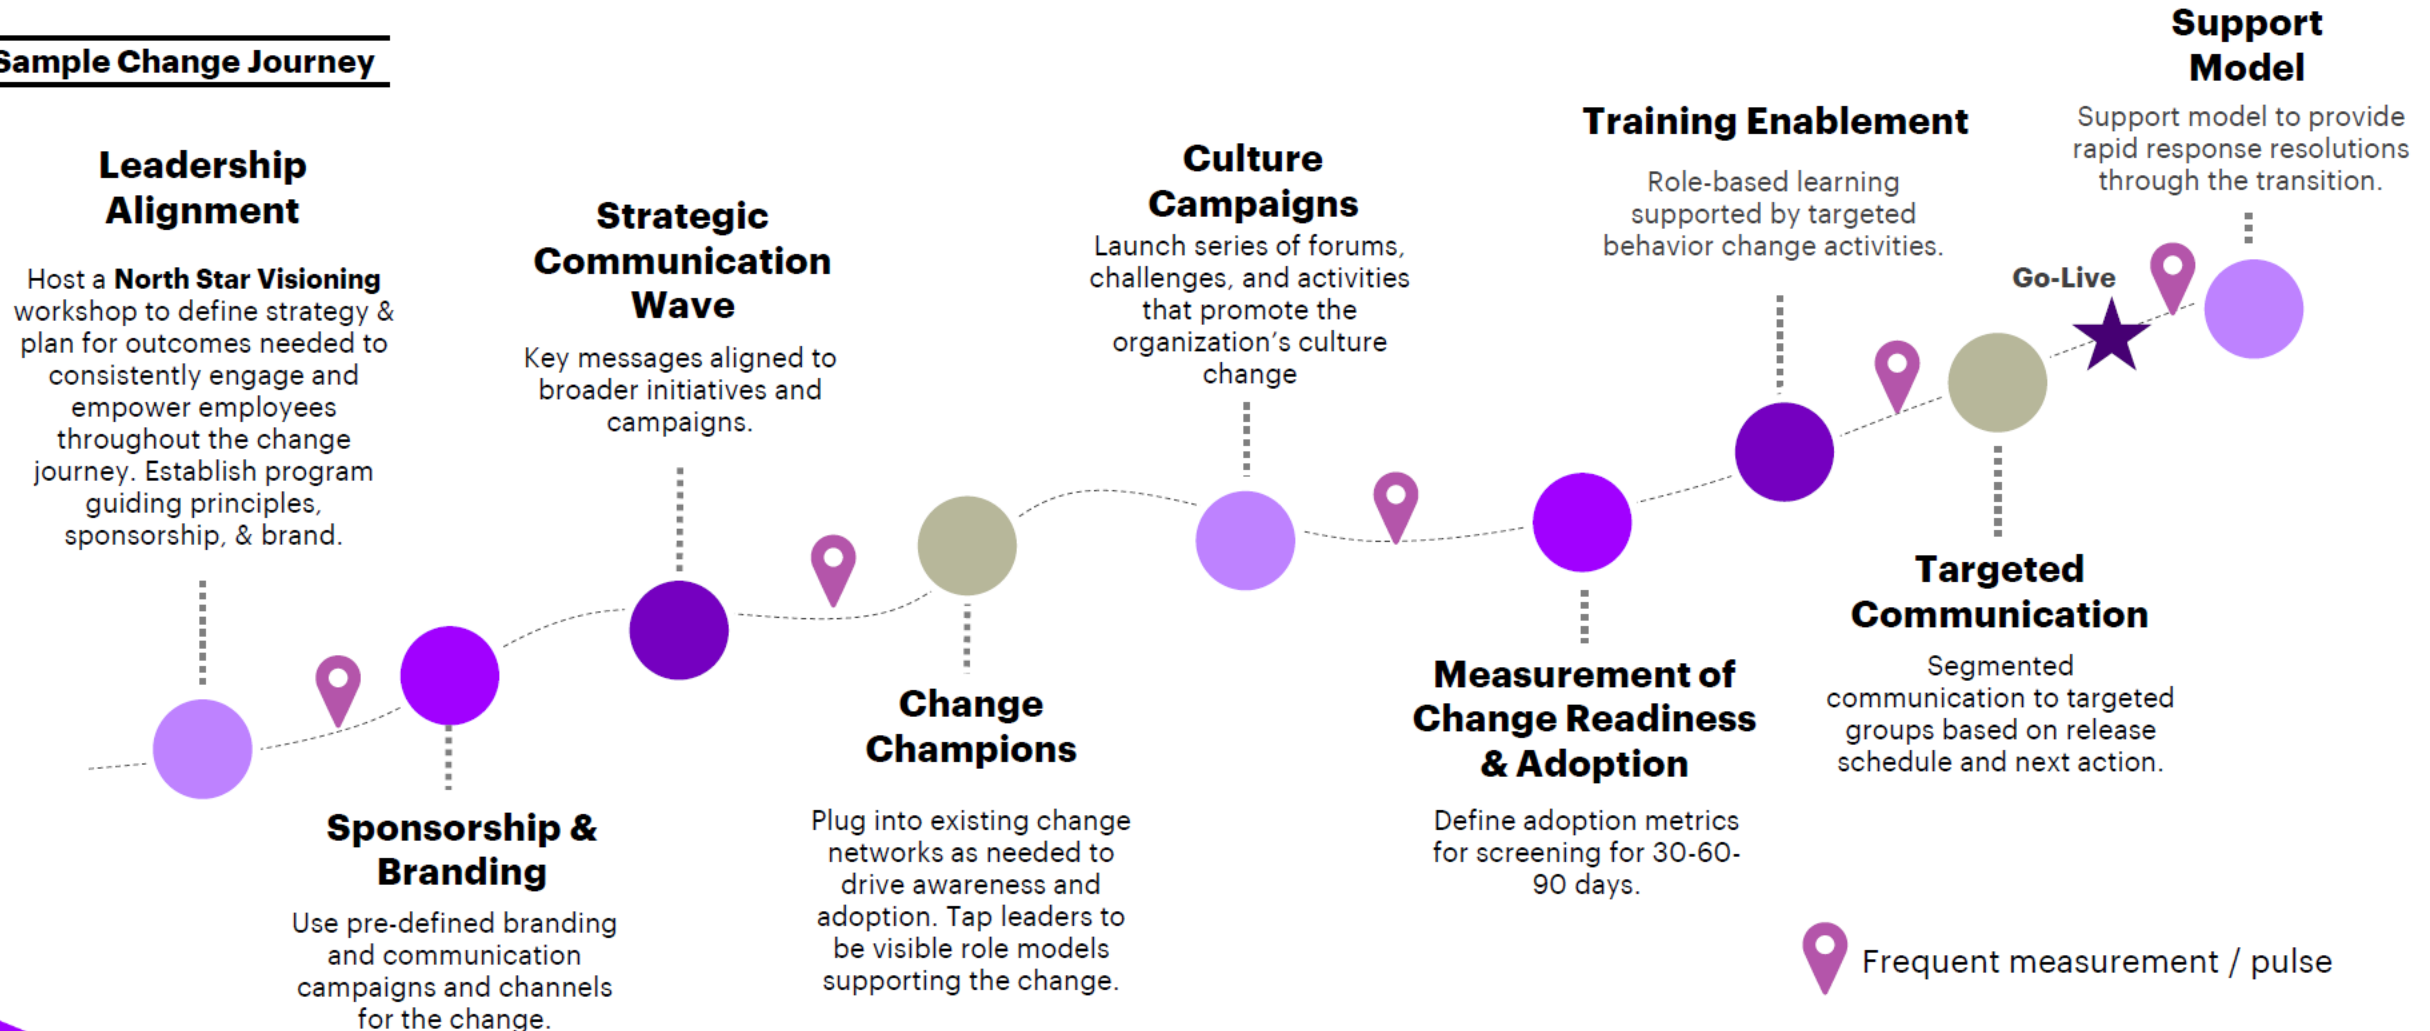 Sample Change Journey
Leadership
Alignment
Host a North Star Visioning
workshop to define strategy &
plan for outcomes needed to
consistently engage and
empower employees
throughout the change
journey. Establish program
guiding principles,
sponsorship, & brand.
Sponsorship &
Branding
Use pre-defined branding
and communication
campaigns and channels
for the change.
Strategic
Communication
Wave
Key messages aligned to
broader initiatives and
campaigns.
Change
Champions
Plug into existing change
networks as needed to
drive awareness and
adoption. Tap leaders to
be visible role models
supporting the change.
Culture
Campaigns
Launch series of forums,
challenges, and activities
that promote the
organization's culture
change
Measurement of
Change Readiness
& Adoption
Define adoption metrics
for screening for 30-60-
90 days.
Training Enablement
Role-based learning
supported by targeted
behavior change activities.
Targeted
Communication
Segmented
communication to targeted
groups based on release
schedule and next action.
Go-Live
Support
Model
Support model to provide
rapid response resolutions
through the transition.
Frequent measurement / pulse